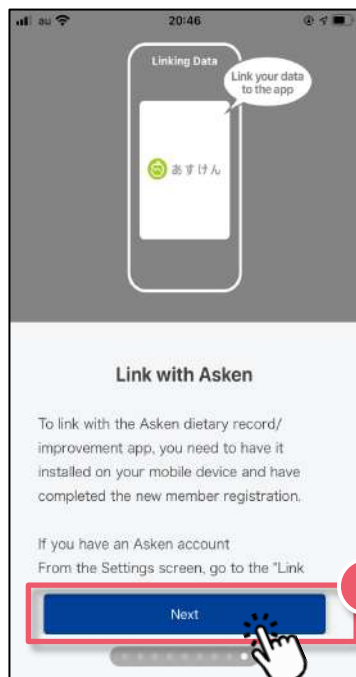 au
20:46
Linking Data
Link your data
to the app
あすけん
Link with Asken
To link with the Asken dietary record/
improvement app, you need to have it
installed on your mobile device and have
completed the new member registration.
If you have an Asken account
From the Settings screen, go to the "Link
Next